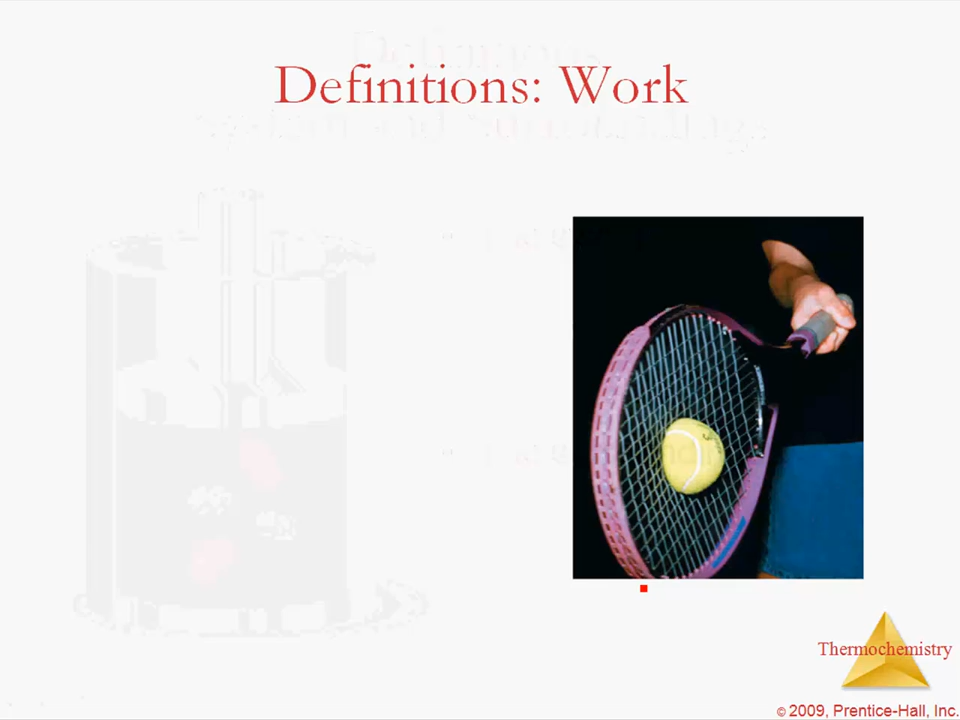 Definitions: Work
Thermochemistry
© 2009, Prentice-Hall, Inc.